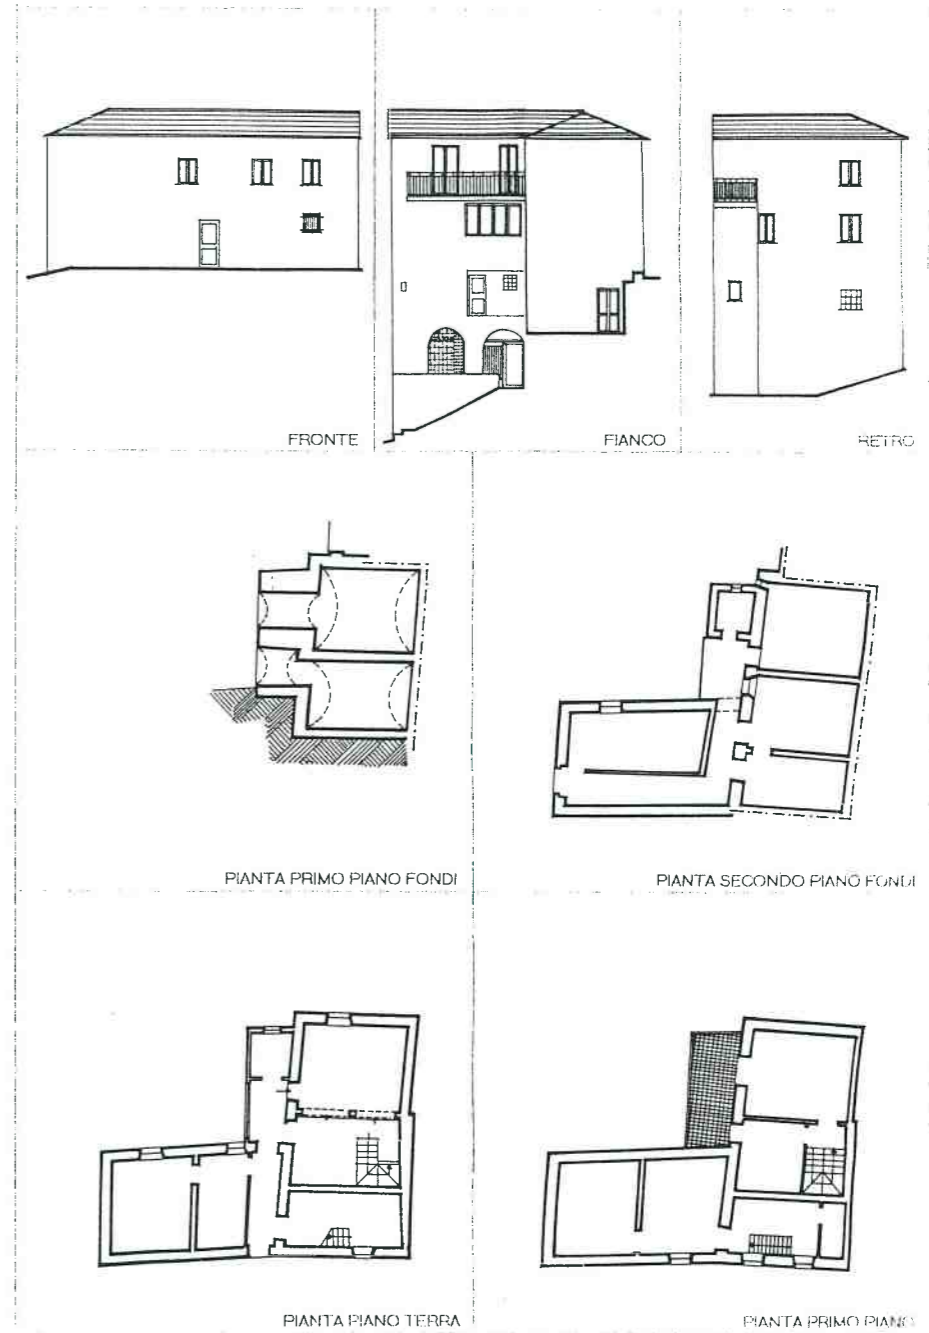 FRONTE
FIANCO
RETRO
PIANTA PRIMO PIANO FONDI
PIANTA SECONDO PIANO FONDI
PIANTA PIANO TERRA
PIANTA PRIMO PIANO